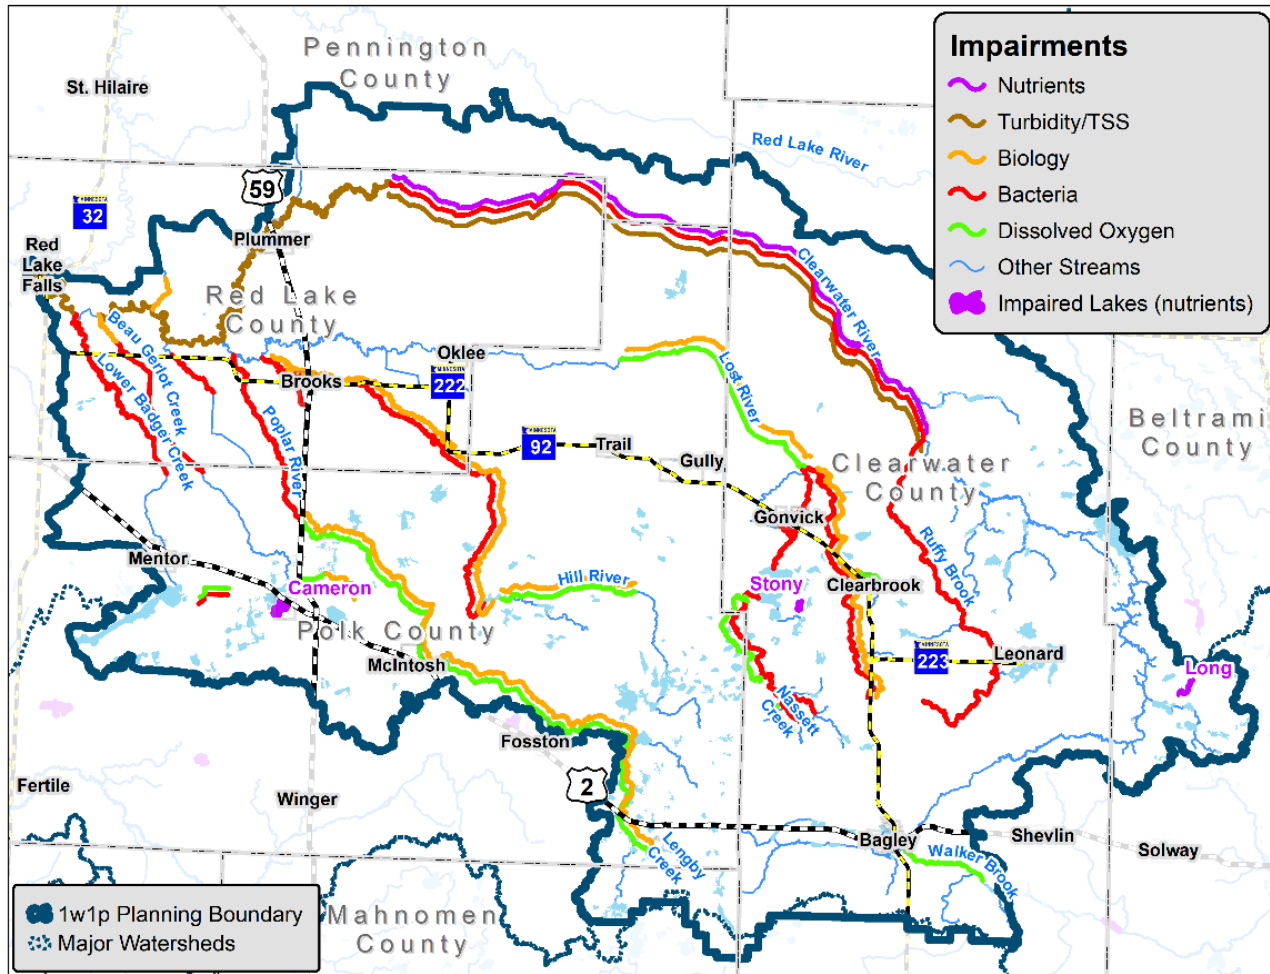 Pennington
County
St. Hilaire
Impairments
Nutrients
Turbidity/TSS
Biology
Bacteria
Dissolved Oxygen
Other Streams
Impaired Lakes (nutrients)
Red Lake River
59
MINNESOTA
32
Plummer
Red
Lake
Falls
Red Lake
County
Clearwater River
Beau Gerlot Creek
Lower Badger Creek
Oklee
Brooks
MINNESOTA
222
Lost River
Poplar River
MINNESOTA
92
Trail
Gully
Beltrami
County
Clearwater
County
Gonvick
Ruffy Brook
Mentor
Cameron
Hill River
Stony
Clearbrook
Polk County
McIntosh
MINNESOTA
223
Leonard
Long
Nassett
Creek
Fosston
2
Fertile
Winger
Lengby
Creek
Bagley
Shevlin
Solway
Walker Brook
Mahnomen
County
1w1p Planning Boundary
Major Watersheds